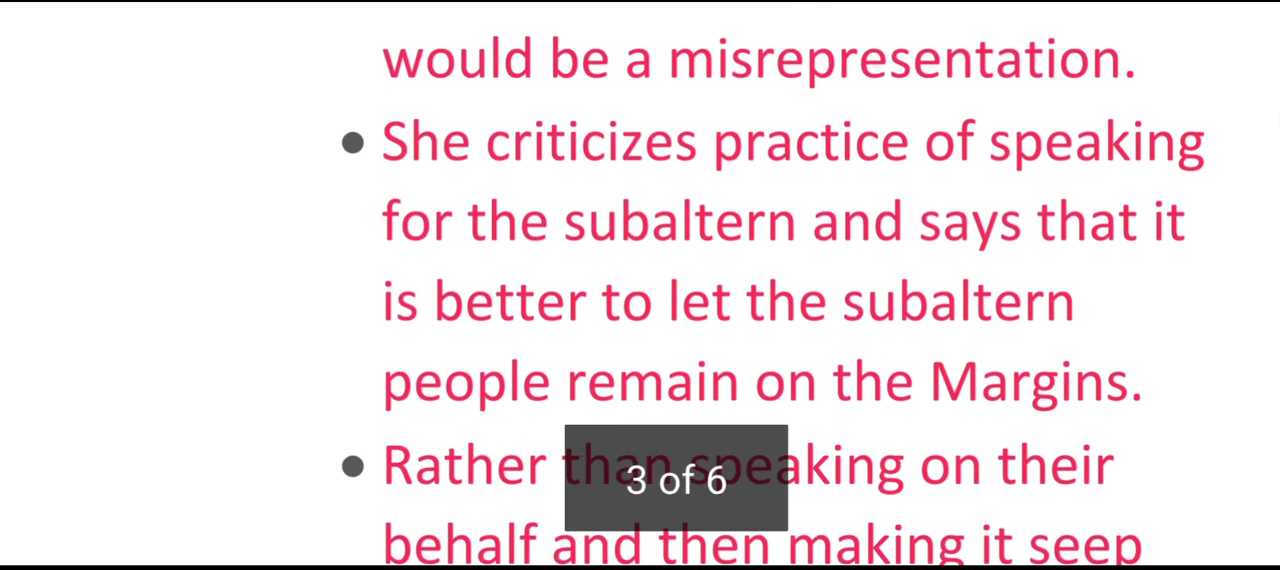 would be a misrepresentation.
• She criticizes practice of speaking
for the subaltern and says that it
is better to let the subaltern
people remain on the Margins.
• Rather than speaking on their
3 of 6
behalf and then making it seep